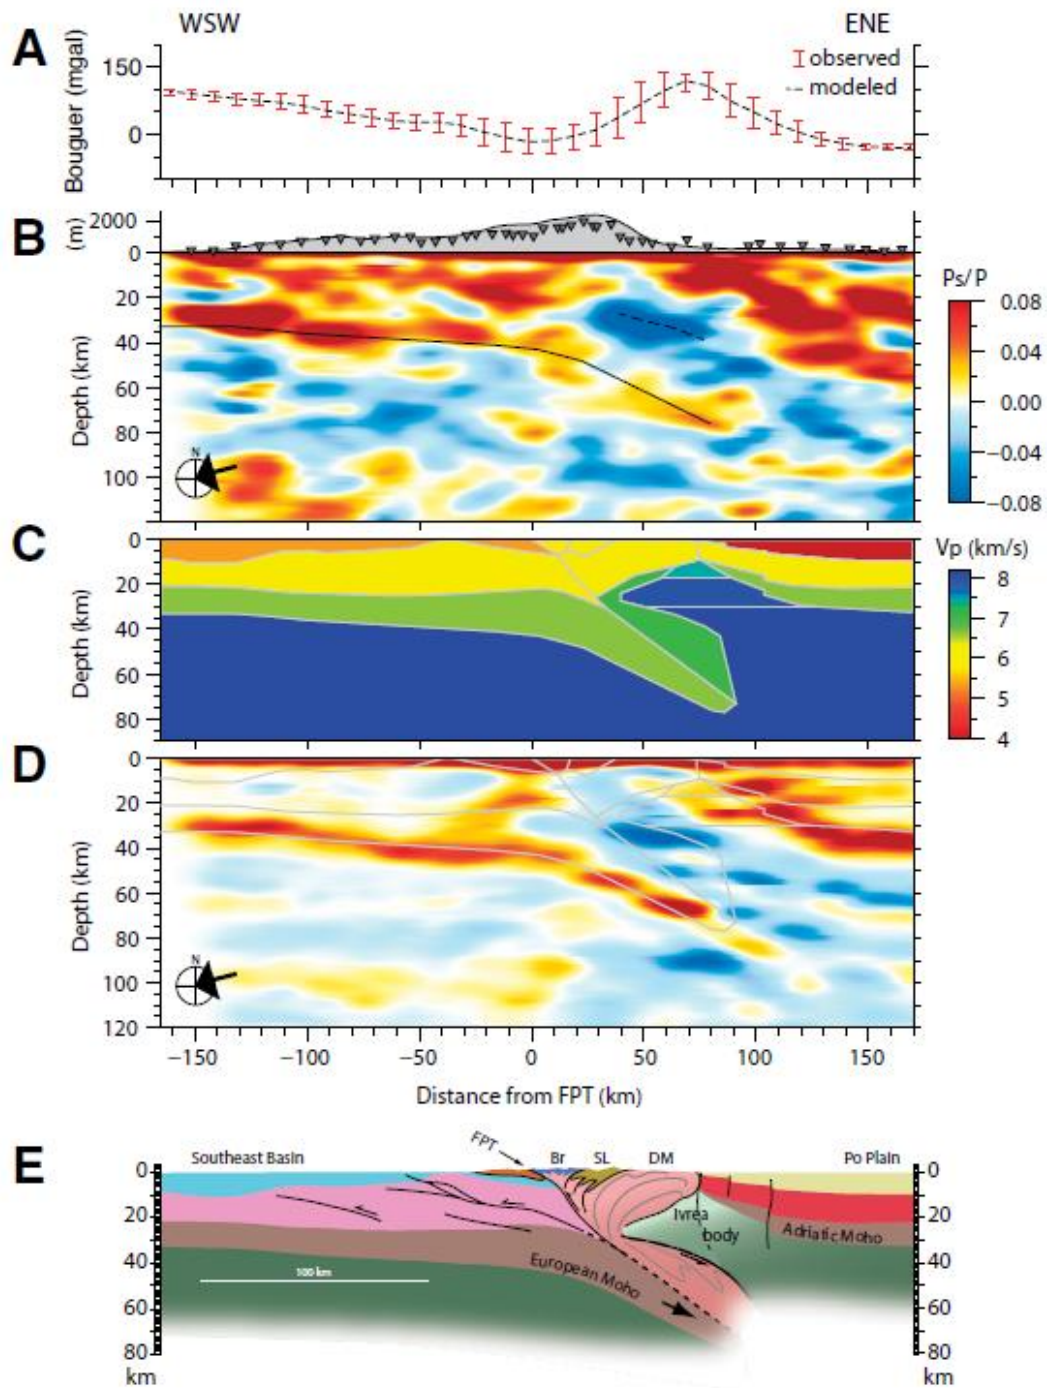 WSW
ENE
A
Bouguer (mgal)
150
0
observed
modeled
B
(m)
2000
0
Depth (km)
20
40
60
80
100
N
Ps/P
0.08
0.04
0.00
−0.04
−0.08
C
Depth (km)
0
20
40
60
80
Vp (km/s)
8
7
6
5
4
D
Depth (km)
0
20
40
60
80
100
120
N
−150
−100
−50
0
50
100
150
Distance from FPT (km)
E
Southeast Basin
FPT
Br
SL
DM
Po Plain
0
20
40
60
80
km
100 km
European Moho
Ivrea
body
Adriatic Moho
0
20
40
60
80
km